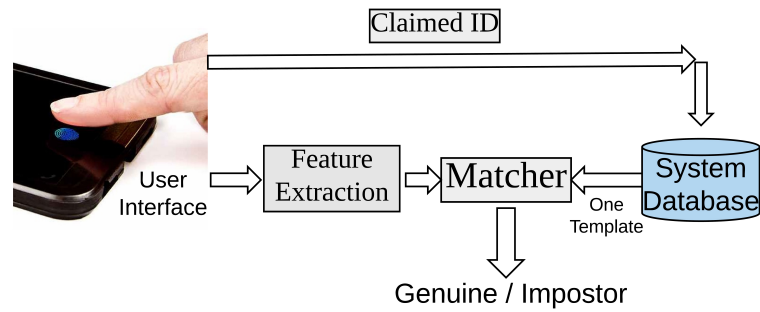 Claimed ID
Feature
Extraction
Matcher
System
Database
User
Interface
One
Template
Genuine / Impostor